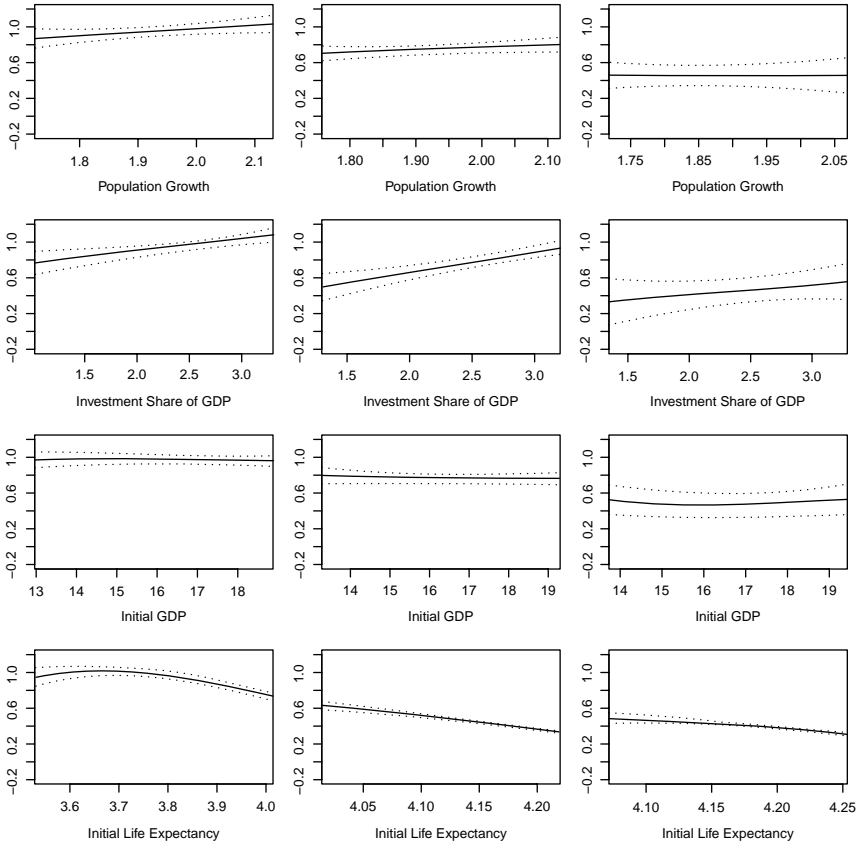 −0.2 0.2 0.6 1.0
1.8 1.9 2.0 2.1
Population Growth
−0.2 0.2 0.6 1.0
1.80 1.90 2.00 2.10
Population Growth
−0.2 0.2 0.6 1.0
1.75 1.85 1.95 2.05
Population Growth
−0.2 0.2 0.6 1.0
1.5 2.0 2.5 3.0
Investment Share of GDP
−0.2 0.2 0.6 1.0
1.5 2.0 2.5 3.0
Investment Share of GDP
−0.2 0.2 0.6 1.0
1.5 2.0 2.5 3.0
Investment Share of GDP
−0.2 0.2 0.6 1.0
13 14 15 16 17 18
Initial GDP
−0.2 0.2 0.6 1.0
14 15 16 17 18 19
Initial GDP
−0.2 0.2 0.6 1.0
14 15 16 17 18 19
Initial GDP
−0.2 0.2 0.6 1.0
3.6 3.7 3.8 3.9 4.0
Initial Life Expectancy
−0.2 0.2 0.6 1.0
4.05 4.10 4.15 4.20
Initial Life Expectancy
−0.2 0.2 0.6 1.0
4.10 4.15 4.20 4.25
Initial Life Expectancy